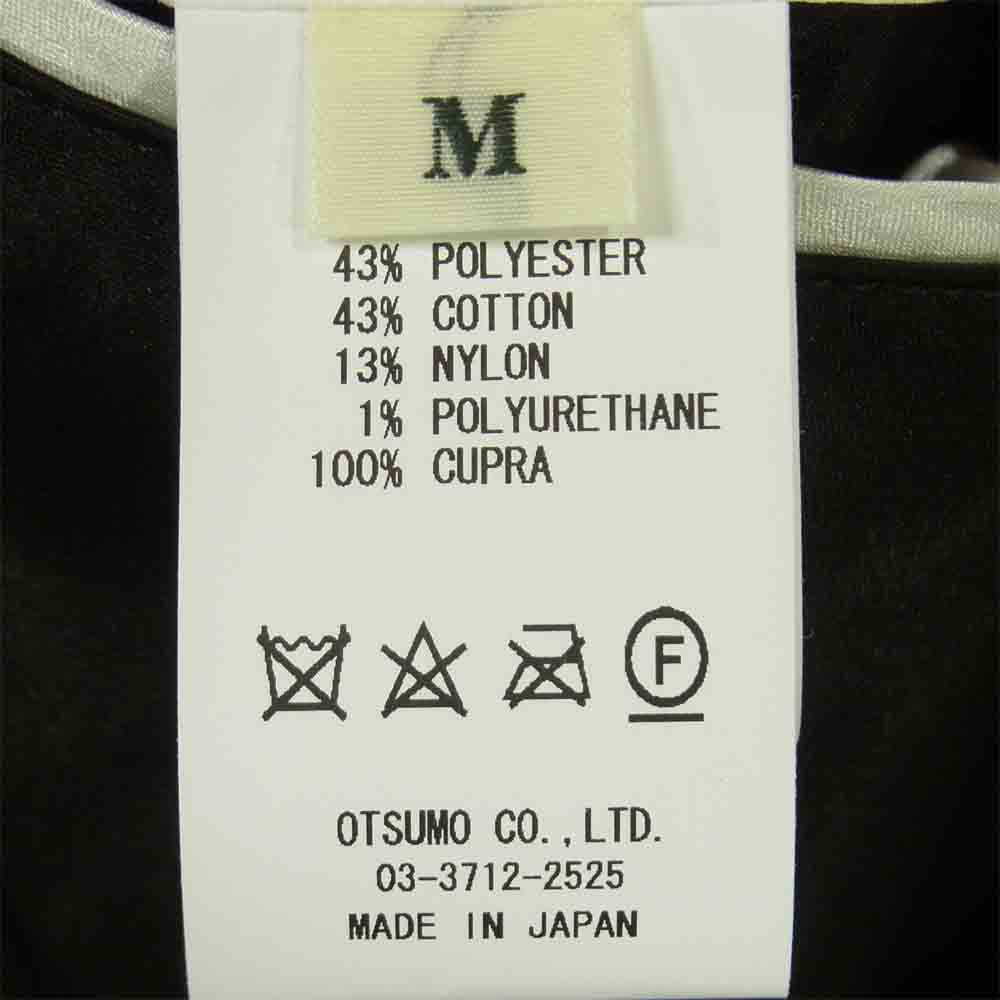 M
43% POLYESTER
43% COTTON
13% NYLON
1% POLYURETHANE
100% CUPRA
F
OTSUMO CO.,LTD.
03-3712-2525
MADE IN JAPAN